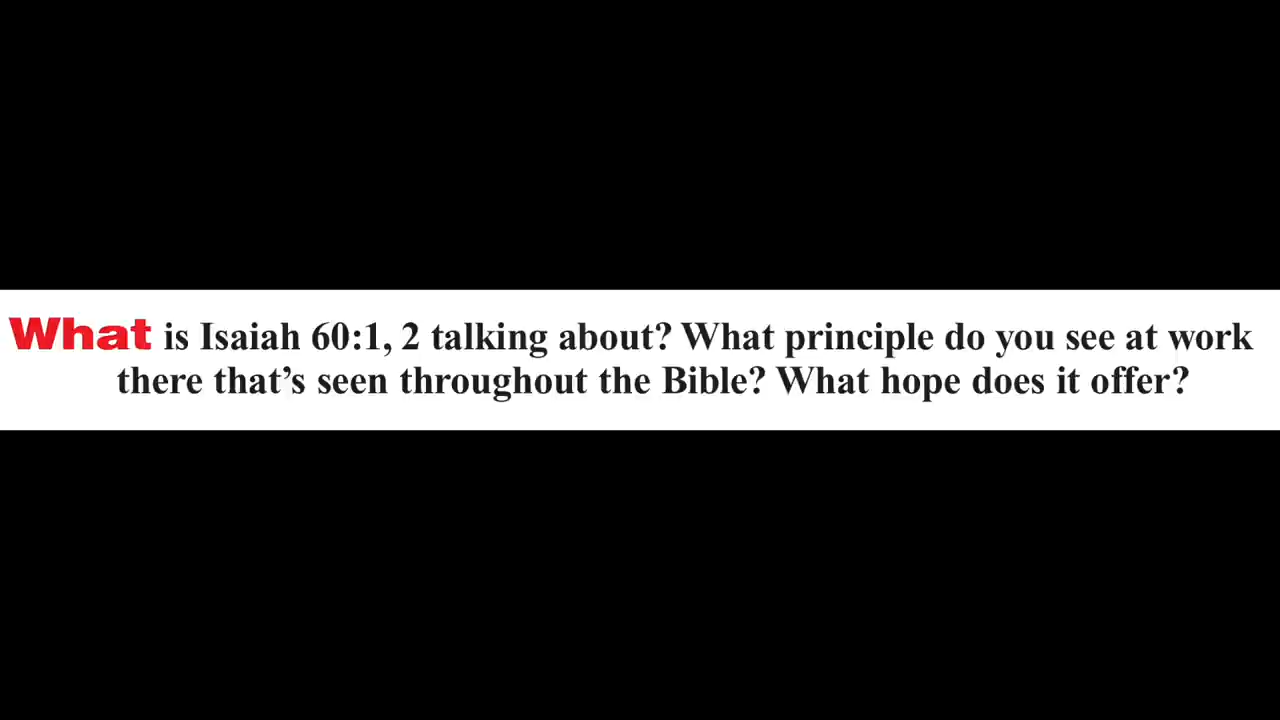 What is Isaiah 60:1, 2 talking about? What principle do you see at work
there that’s seen throughout the Bible? What hope does it offer?